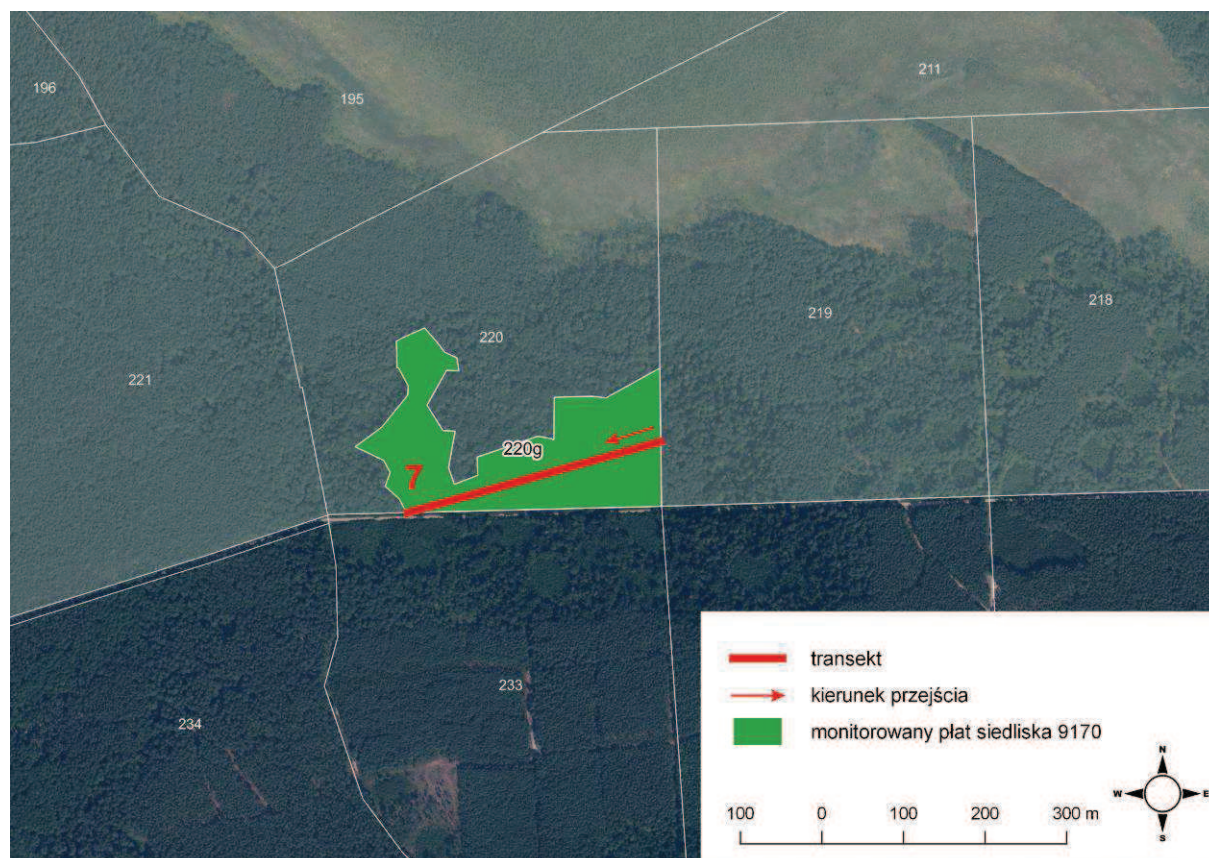 211
196
195
219
218
220
221
220g
7
233
234
transekt
kierunek przejścia
monitorowany płat siedliska 9170
N
W E
S
100 0 100 200 300 m